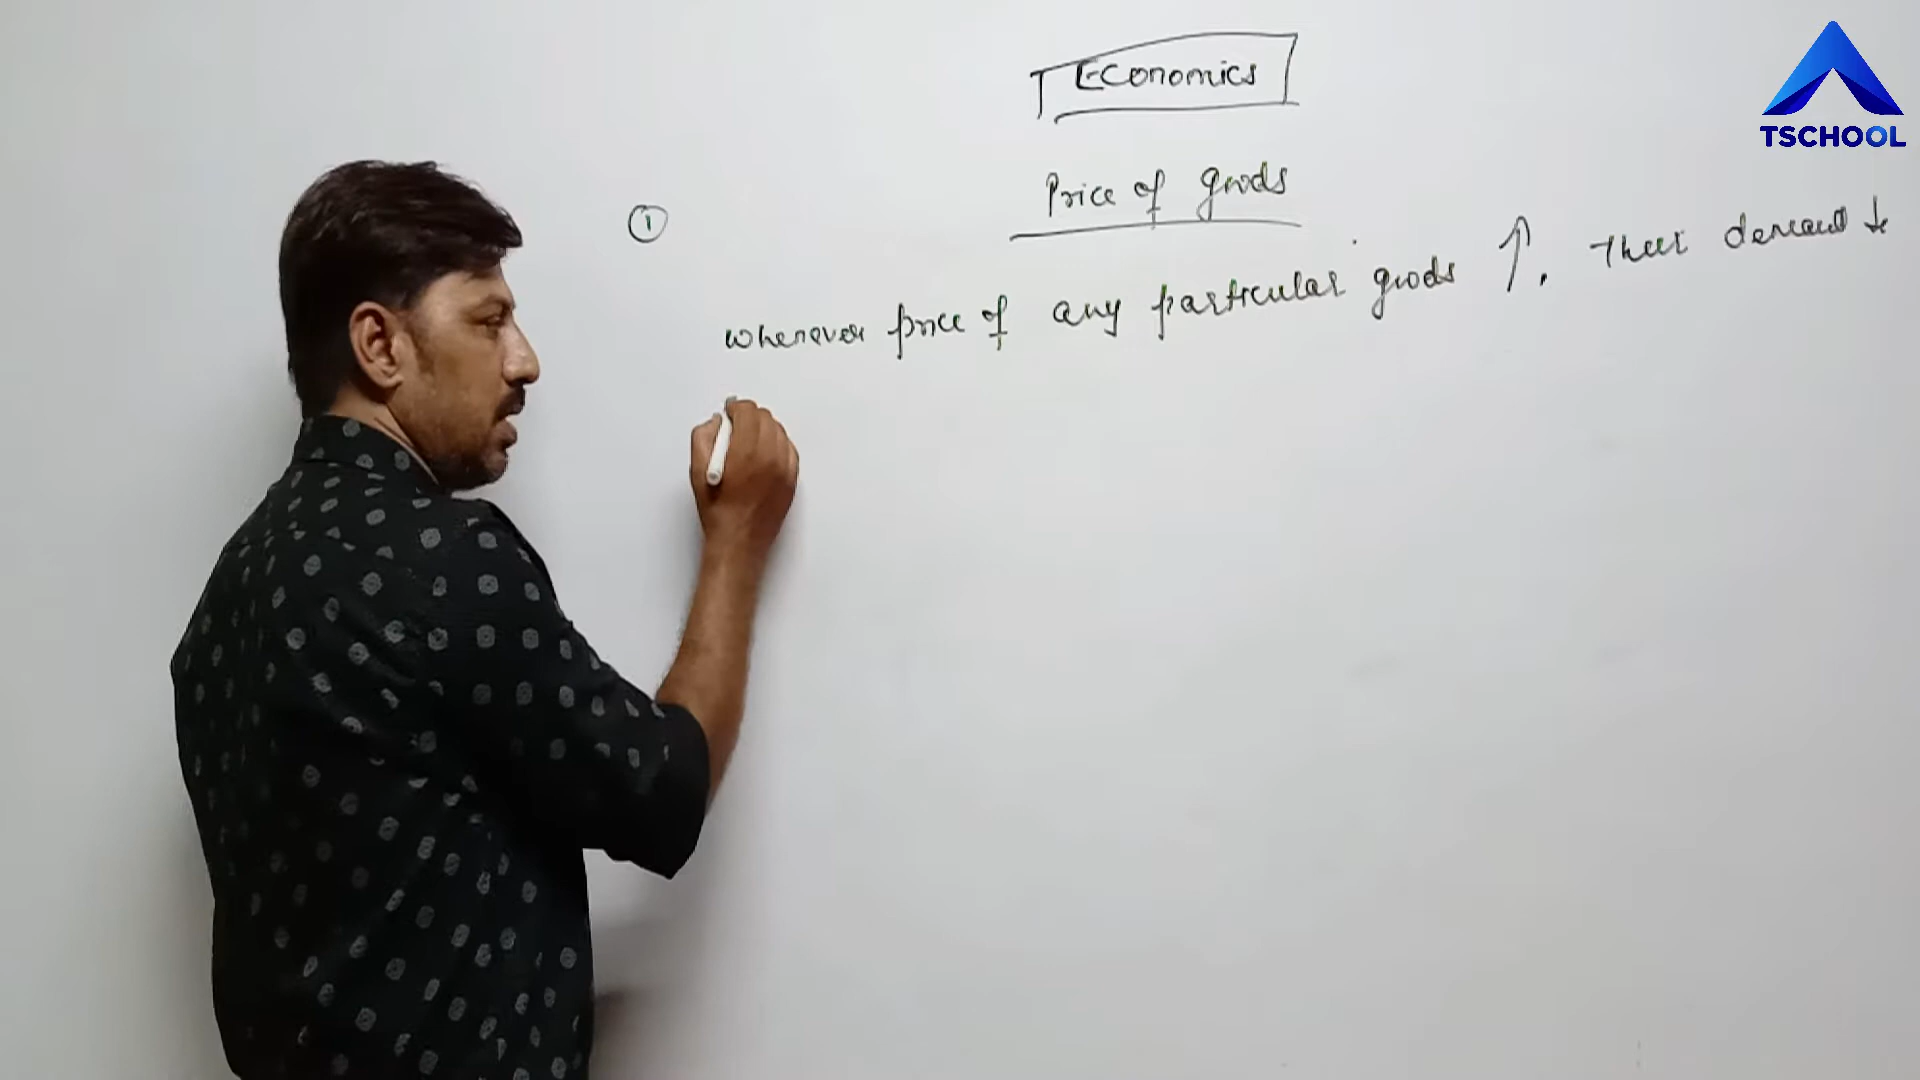 Economics
TSCHOOL
Price of goods
①
whenever price of any particular goods ↑. Their demand ↓